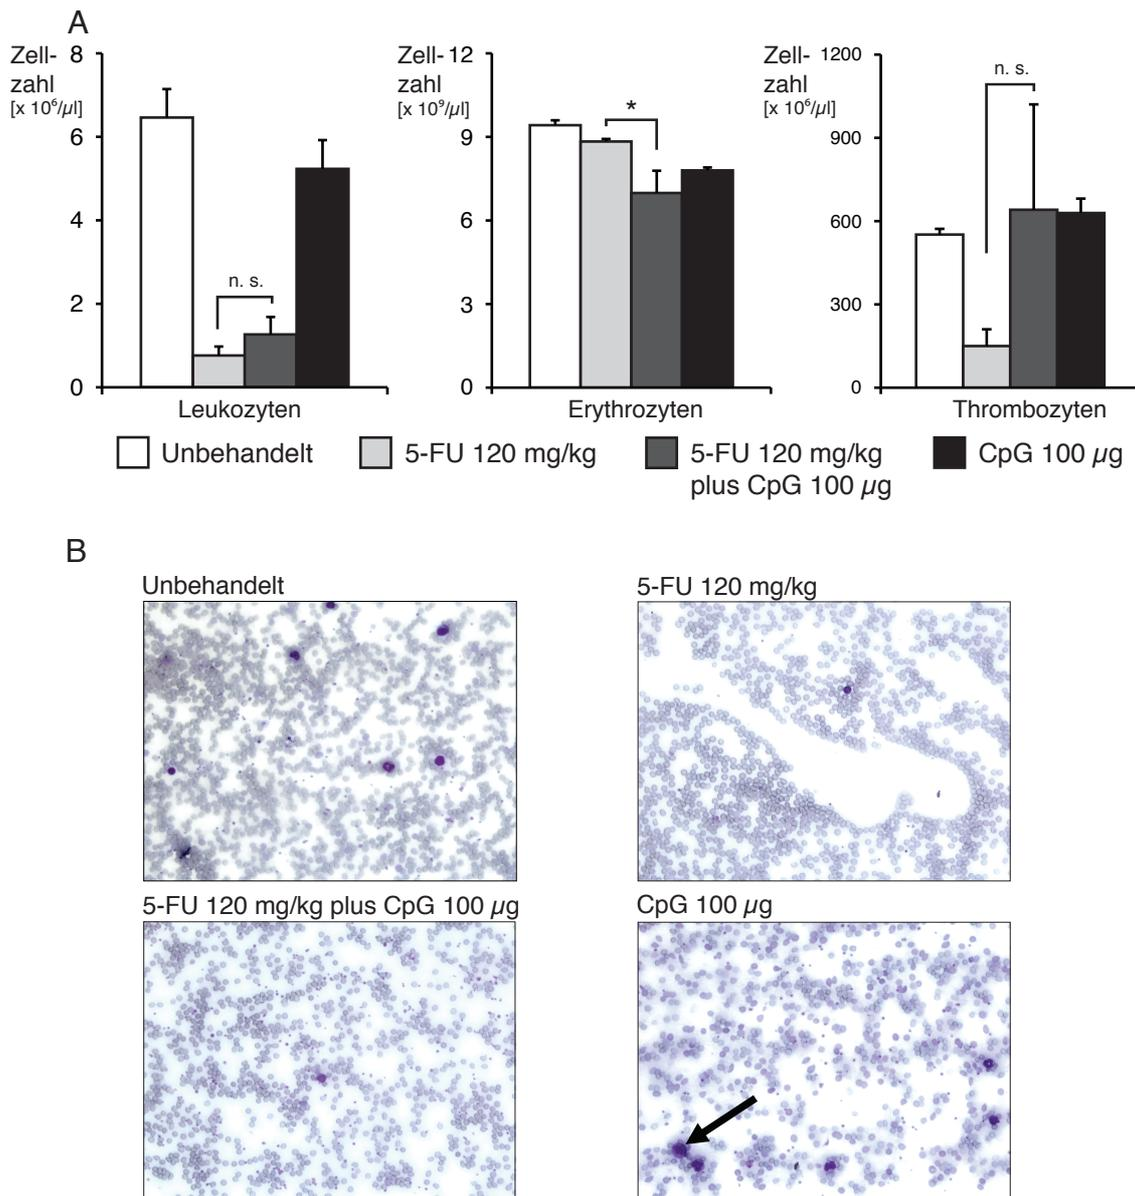 A
Zell-
zahl
[x 10⁶/µl]
8
6
4
2
0
n. s.
Leukozyten
Zell-
zahl
[x 10⁹/µl]
12
9
6
3
0
*
Erythrozyten
Zell-
zahl
[x 10⁶/µl]
1200
900
600
300
0
n. s.
Thrombozyten
Unbehandelt
5-FU 120 mg/kg
5-FU 120 mg/kg
plus CpG 100 µg
CpG 100 µg
B
Unbehandelt
5-FU 120 mg/kg
5-FU 120 mg/kg plus CpG 100 µg
CpG 100 µg